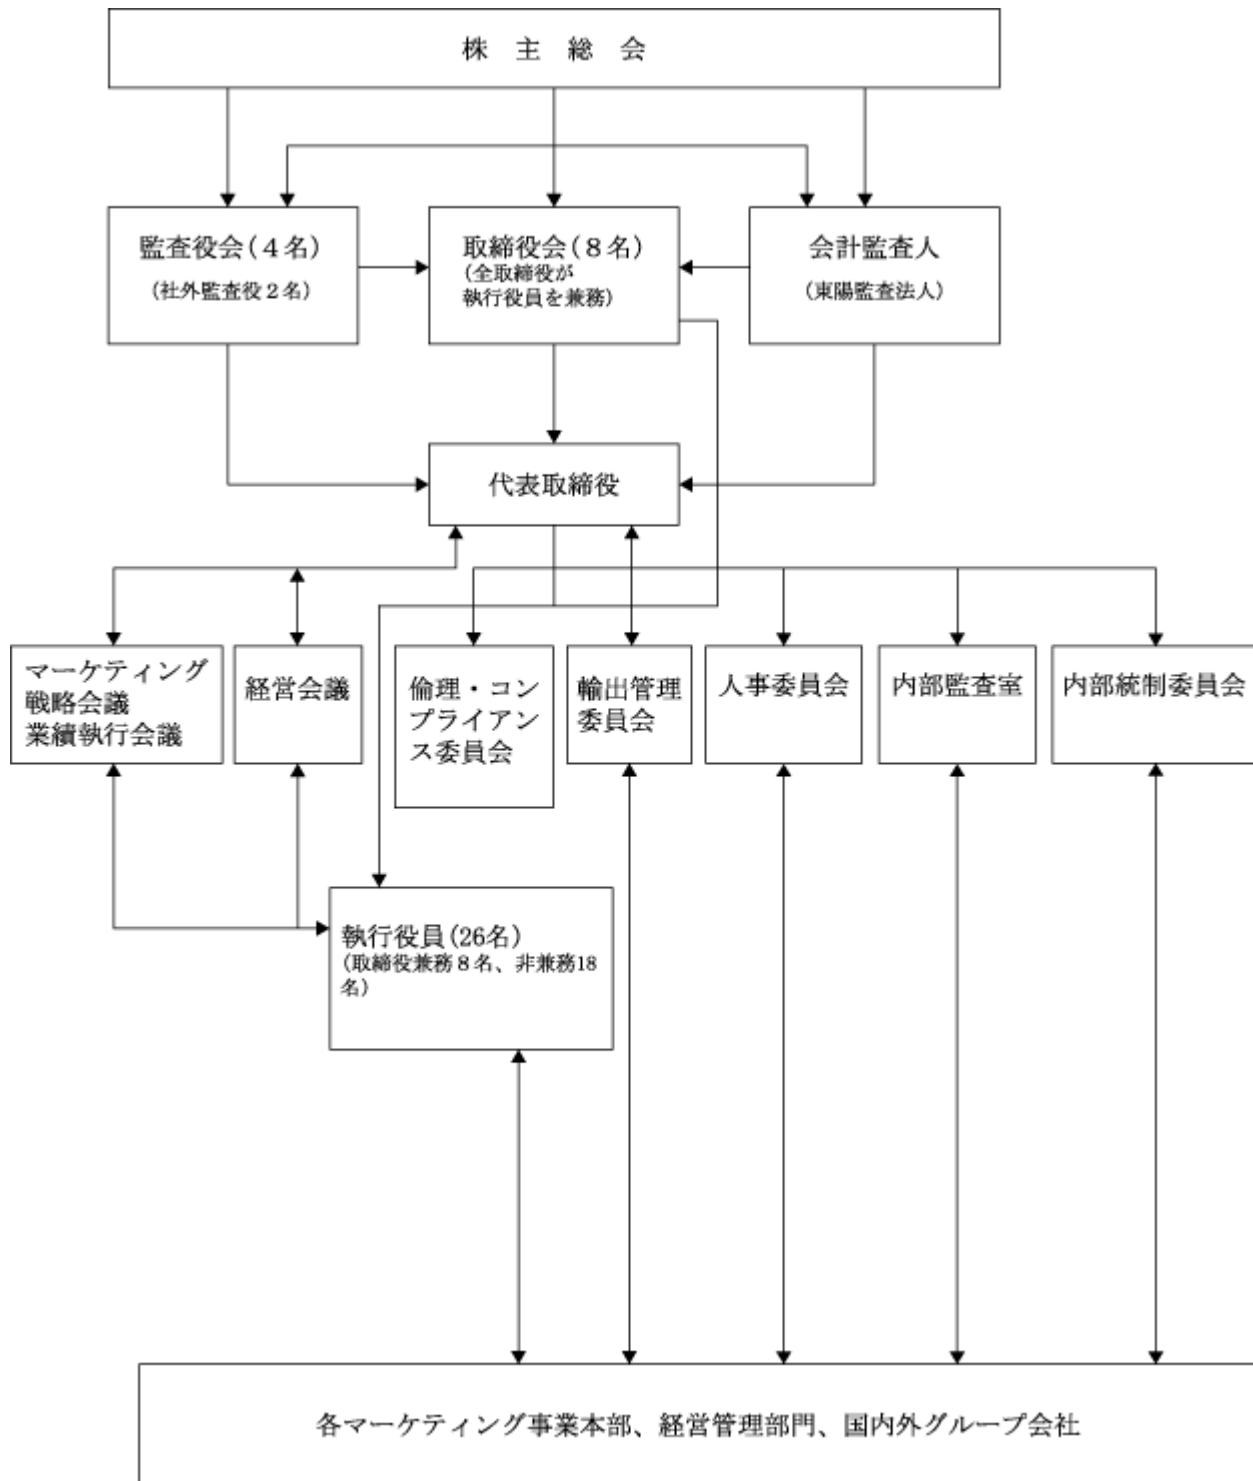 株 主 総 会
監査役会(４名)
(社外監査役２名)
取締役会(８名)
(全取締役が
執行役員を兼務)
会計監査人
(東陽監査法人)
代表取締役
マーケティング
戦略会議
業績執行会議
経営会議
倫理・コン
プライアン
ス委員会
輸出管理
委員会
人事委員会
内部監査室
内部統制委員会
執行役員(26名)
(取締役兼務８名、非兼務18
名)
各マーケティング事業本部、経営管理部門、国内外グループ会社